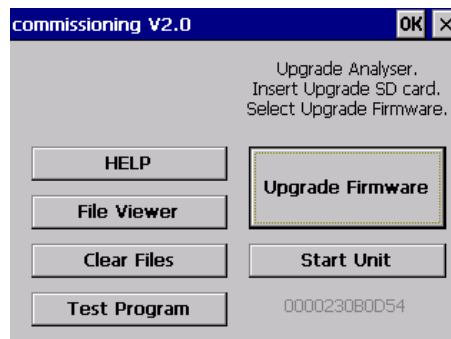 commissioning V2.0
OK ×
Upgrade Analyser.
Insert Upgrade SD card.
Select Upgrade Firmware.
HELP
Upgrade Firmware
File Viewer
Clear Files
Start Unit
Test Program
0000230B0D54